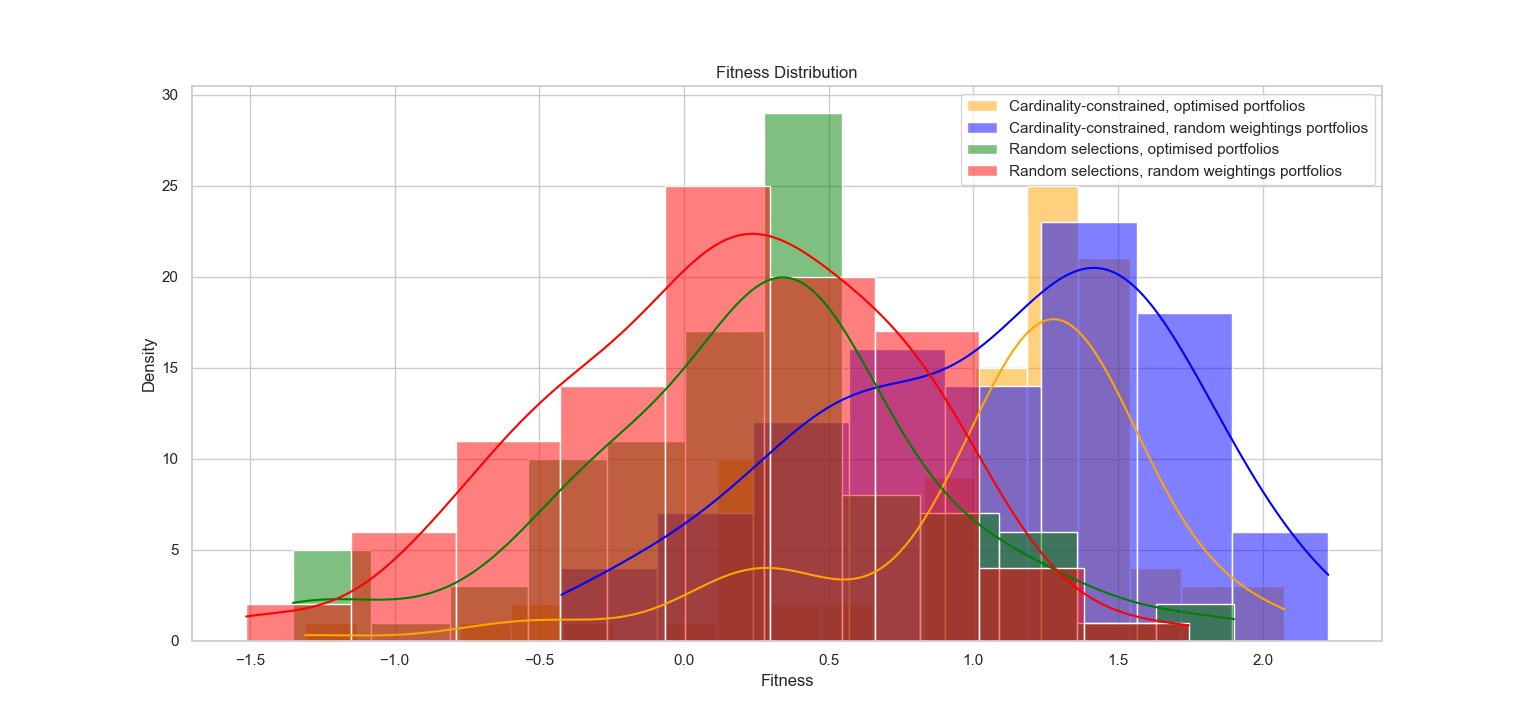 Fitness Distribution
30
25
20
15
10
5
0
Density
Cardinality-constrained, optimised portfolios
Cardinality-constrained, random weightings portfolios
Random selections, optimised portfolios
Random selections, random weightings portfolios
−1.5 −1.0 −0.5 0.0 0.5 1.0 1.5 2.0
Fitness